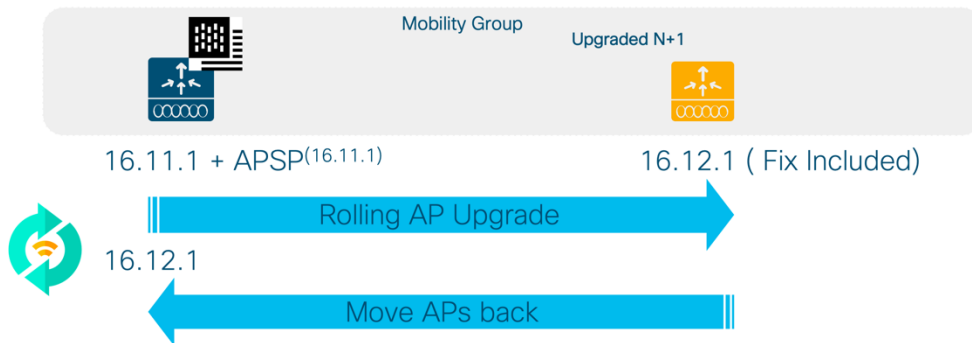 Mobility Group
Upgraded N+1
16.11.1 + APSP(16.11.1)
16.12.1 ( Fix Included)
Rolling AP Upgrade
16.12.1
Move APs back